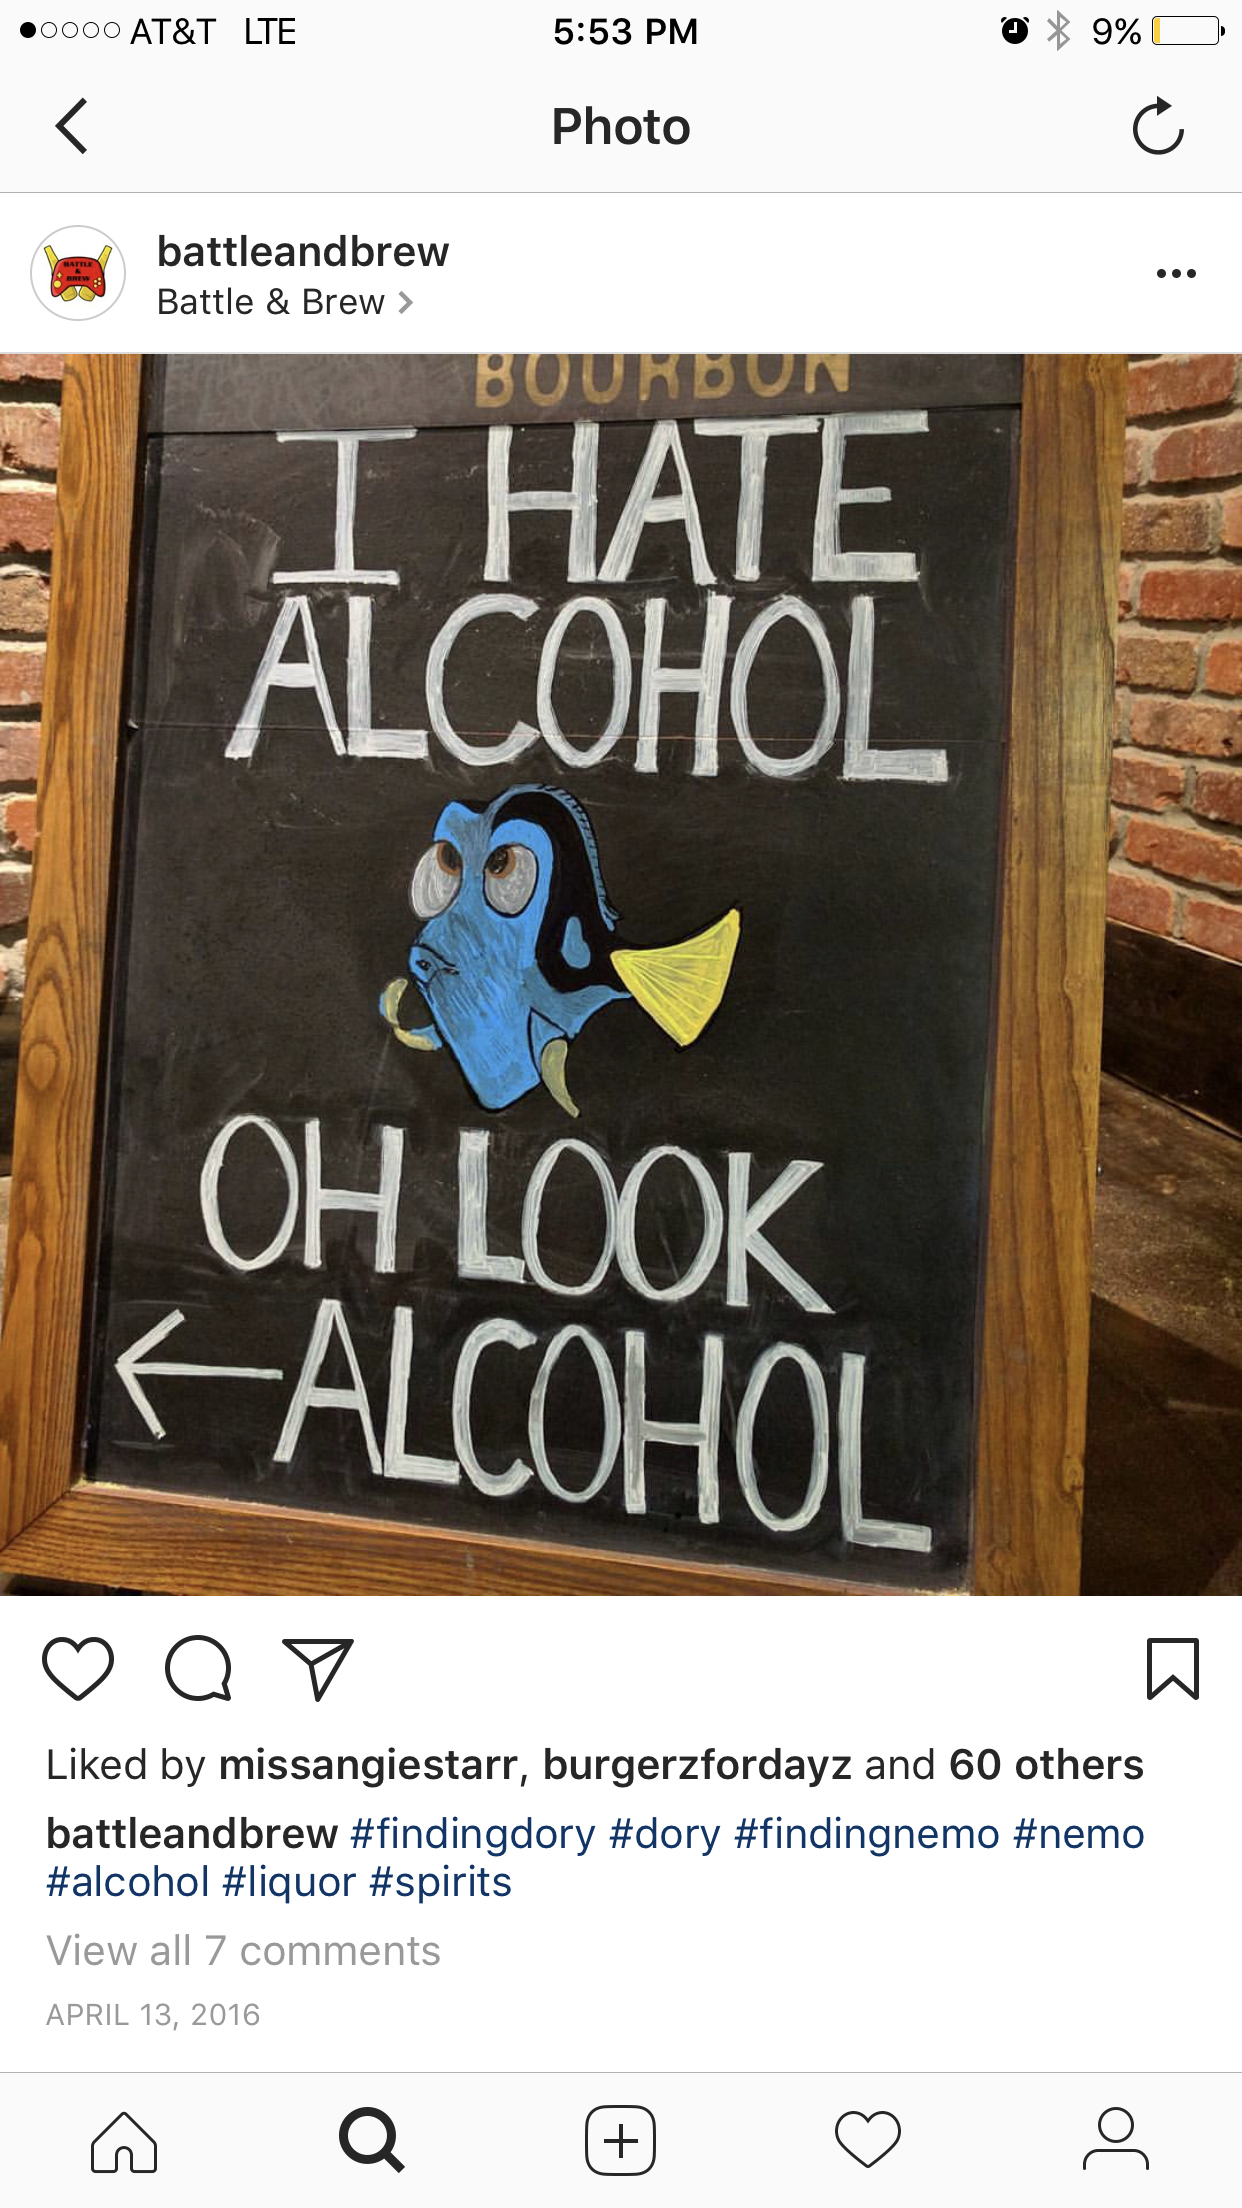 AT&T LTE 5:53 PM 9%
Photo
battleandbrew
Battle & Brew
BATTLE
&
BREW
BOURBON
I HATE
ALCOHOL
OH LOOK
ALCOHOL
Liked by missangiestarr, burgerzfordayz and 60 others
battleandbrew #findingdory #dory #findingnemo #nemo
#alcohol #liquor #spirits
View all 7 comments
APRIL 13, 2016